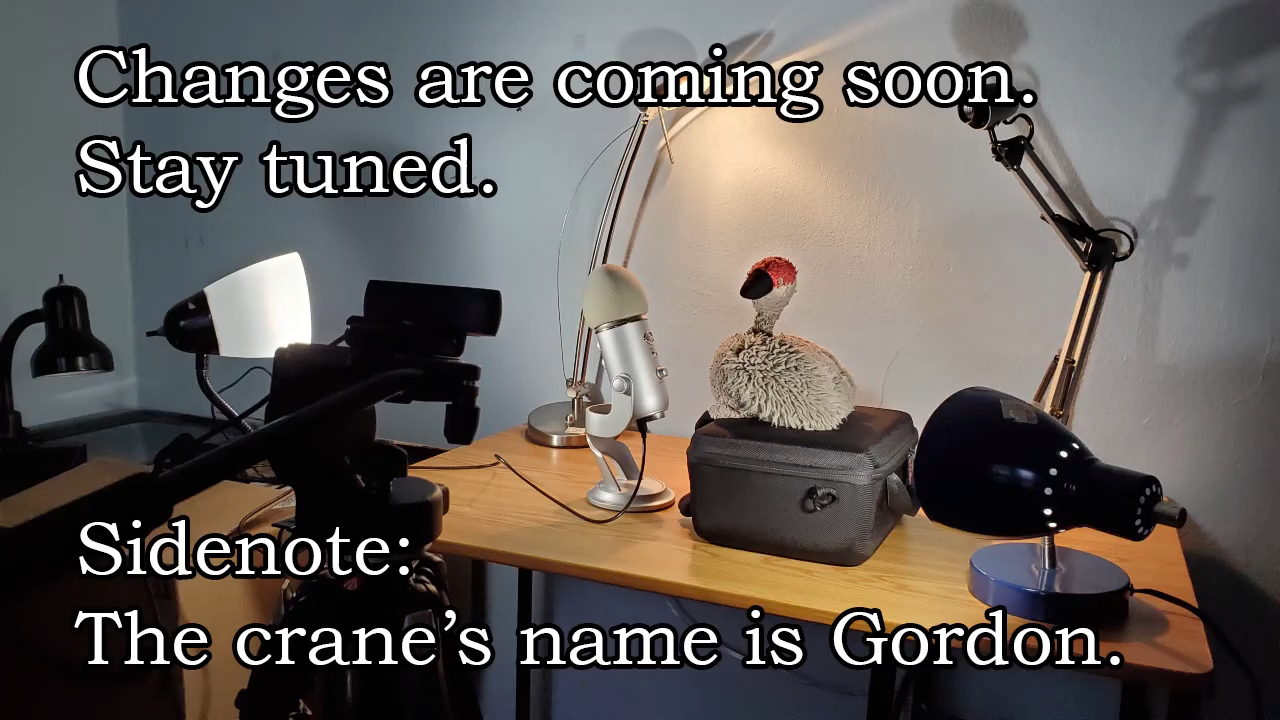 Changes are coming soon.
Stay tuned.
Sidenote:
The crane’s name is Gordon.